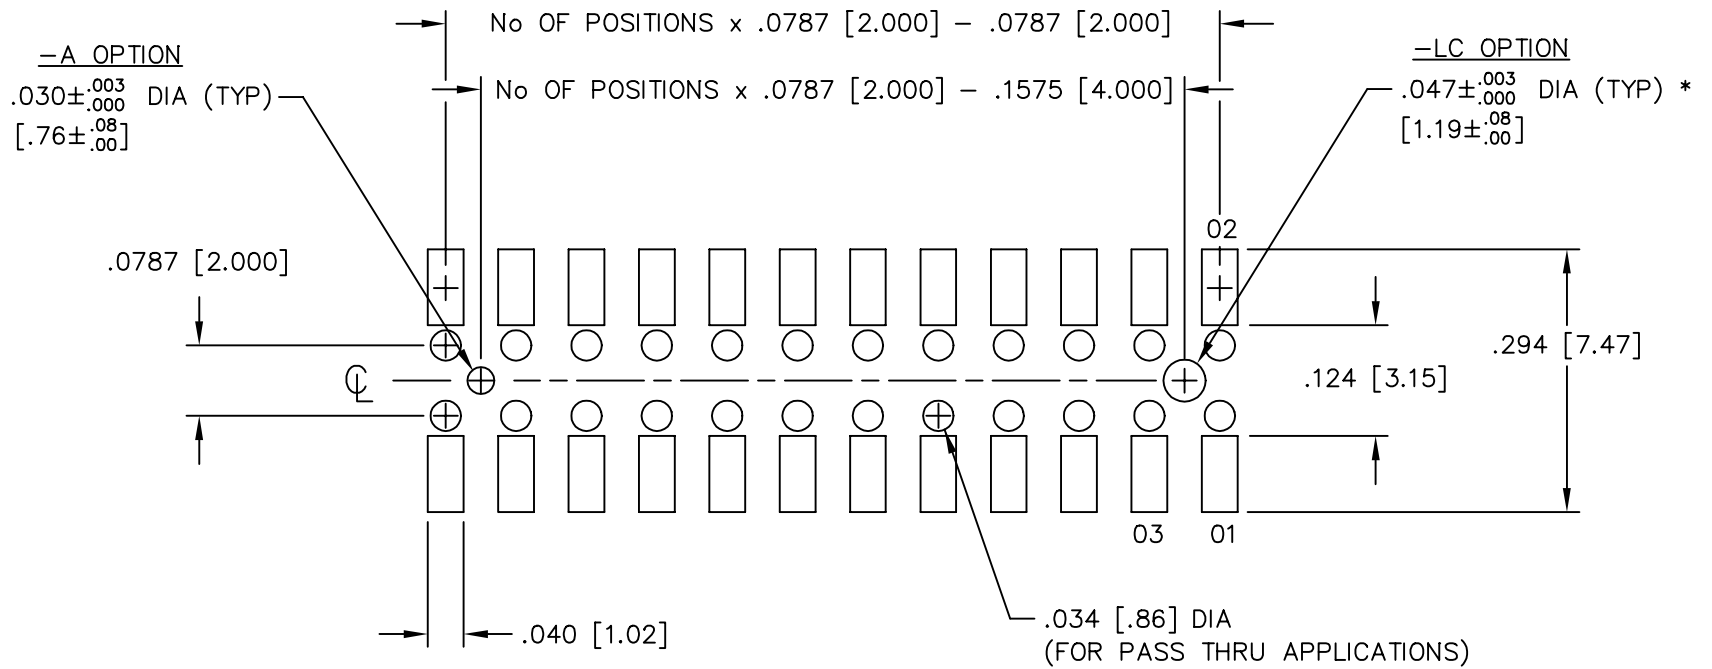 No OF POSITIONS x .0787 [2.000] – .0787 [2.000]
–A OPTION
–LC OPTION
No OF POSITIONS x .0787 [2.000] – .1575 [4.000]
.030±.003 .000 DIA (TYP)
[.76±.08 .00]
.047±.003 .000 DIA (TYP) *
[1.19±.08 .00]
02
.0787 [2.000]
.294 [7.47]
.124 [3.15]
℄
03 01
.040 [1.02]
.034 [.86] DIA
(FOR PASS THRU APPLICATIONS)